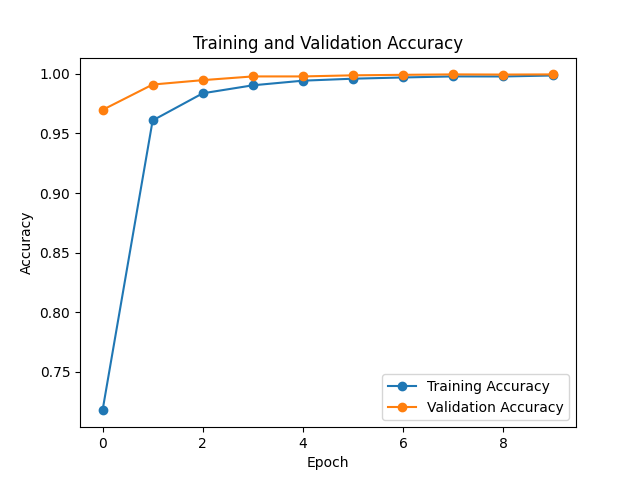 Training and Validation Accuracy
1.00
0.95
0.90
0.85
0.80
0.75
Accuracy
Training Accuracy
Validation Accuracy
0 2 4 6 8
Epoch